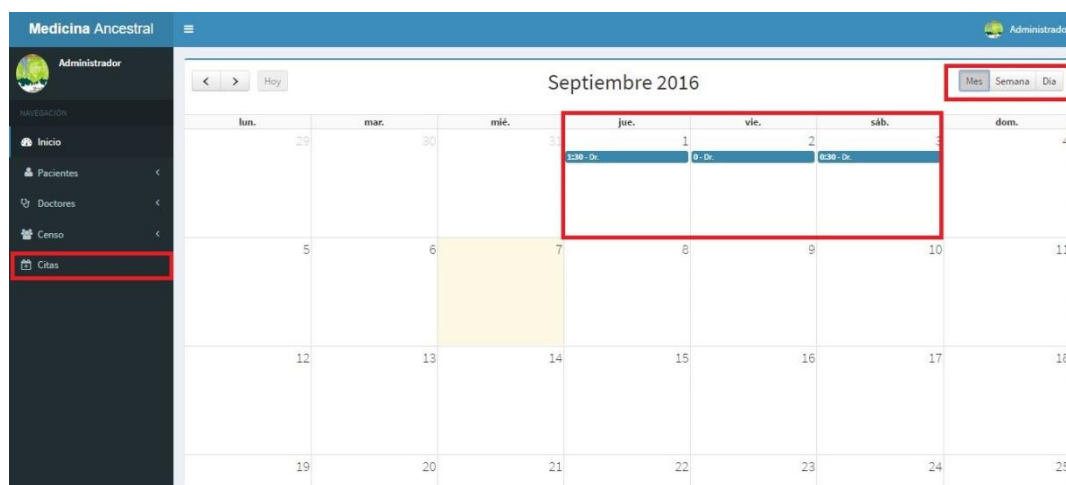 Medicina Ancestral
Administrado
Administrador
Hoy
Septiembre 2016
Mes Semana Día
NAVEGACIÓN
Inicio
Pacientes
Doctores
Censo
Citas
lun. mar. mié. jue. vie. sáb. dom.
29 30 31 1 2 3 4
1:30 - Dr. 0 - Dr. 0:30 - Dr.
5 6 7 8 9 10 11
12 13 14 15 16 17 18
19 20 21 22 23 24 25